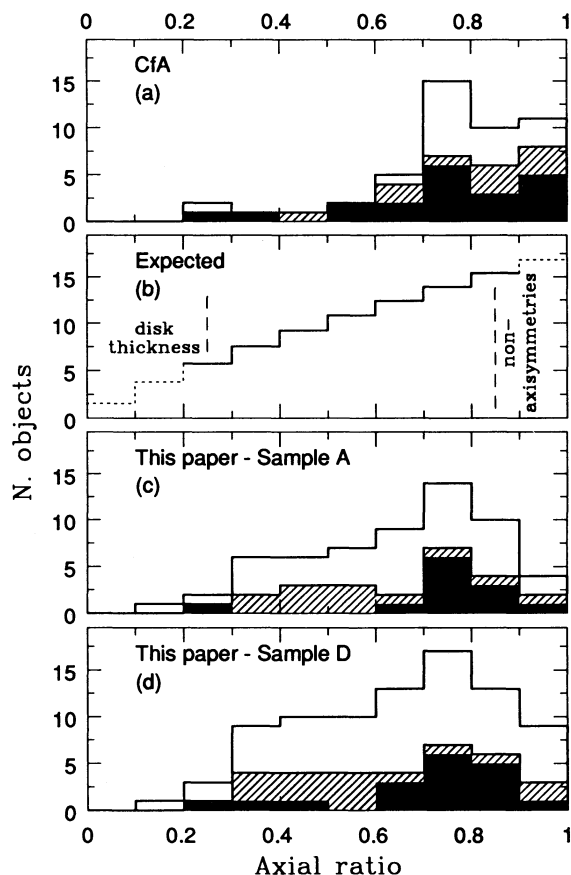 0 0.2 0.4 0.6 0.8 1
15
10
5
0
CfA
(a)
15
10
5
0
Expected
(b)
disk
thickness
non-
axisymmetries
15
10
5
0
This paper - Sample A
(c)
15
10
5
0
This paper - Sample D
(d)
0 0.2 0.4 0.6 0.8 1
Axial ratio
N. objects